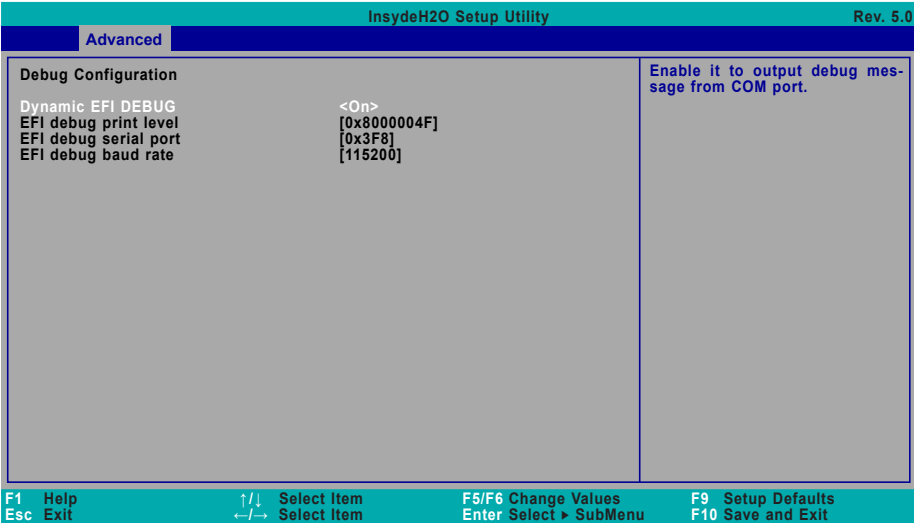 InsydeH2O Setup Utility Rev. 5.0
Advanced
Debug Configuration
Dynamic EFI DEBUG <On>
EFI debug print level [0x8000004F]
EFI debug serial port [0x3F8]
EFI debug baud rate [115200]
Enable it to output debug mes-
sage from COM port.
F1 Help ↑/↓ Select Item F5/F6 Change Values F9 Setup Defaults
Esc Exit ←/→ Select Item Enter Select ▶ SubMenu F10 Save and Exit